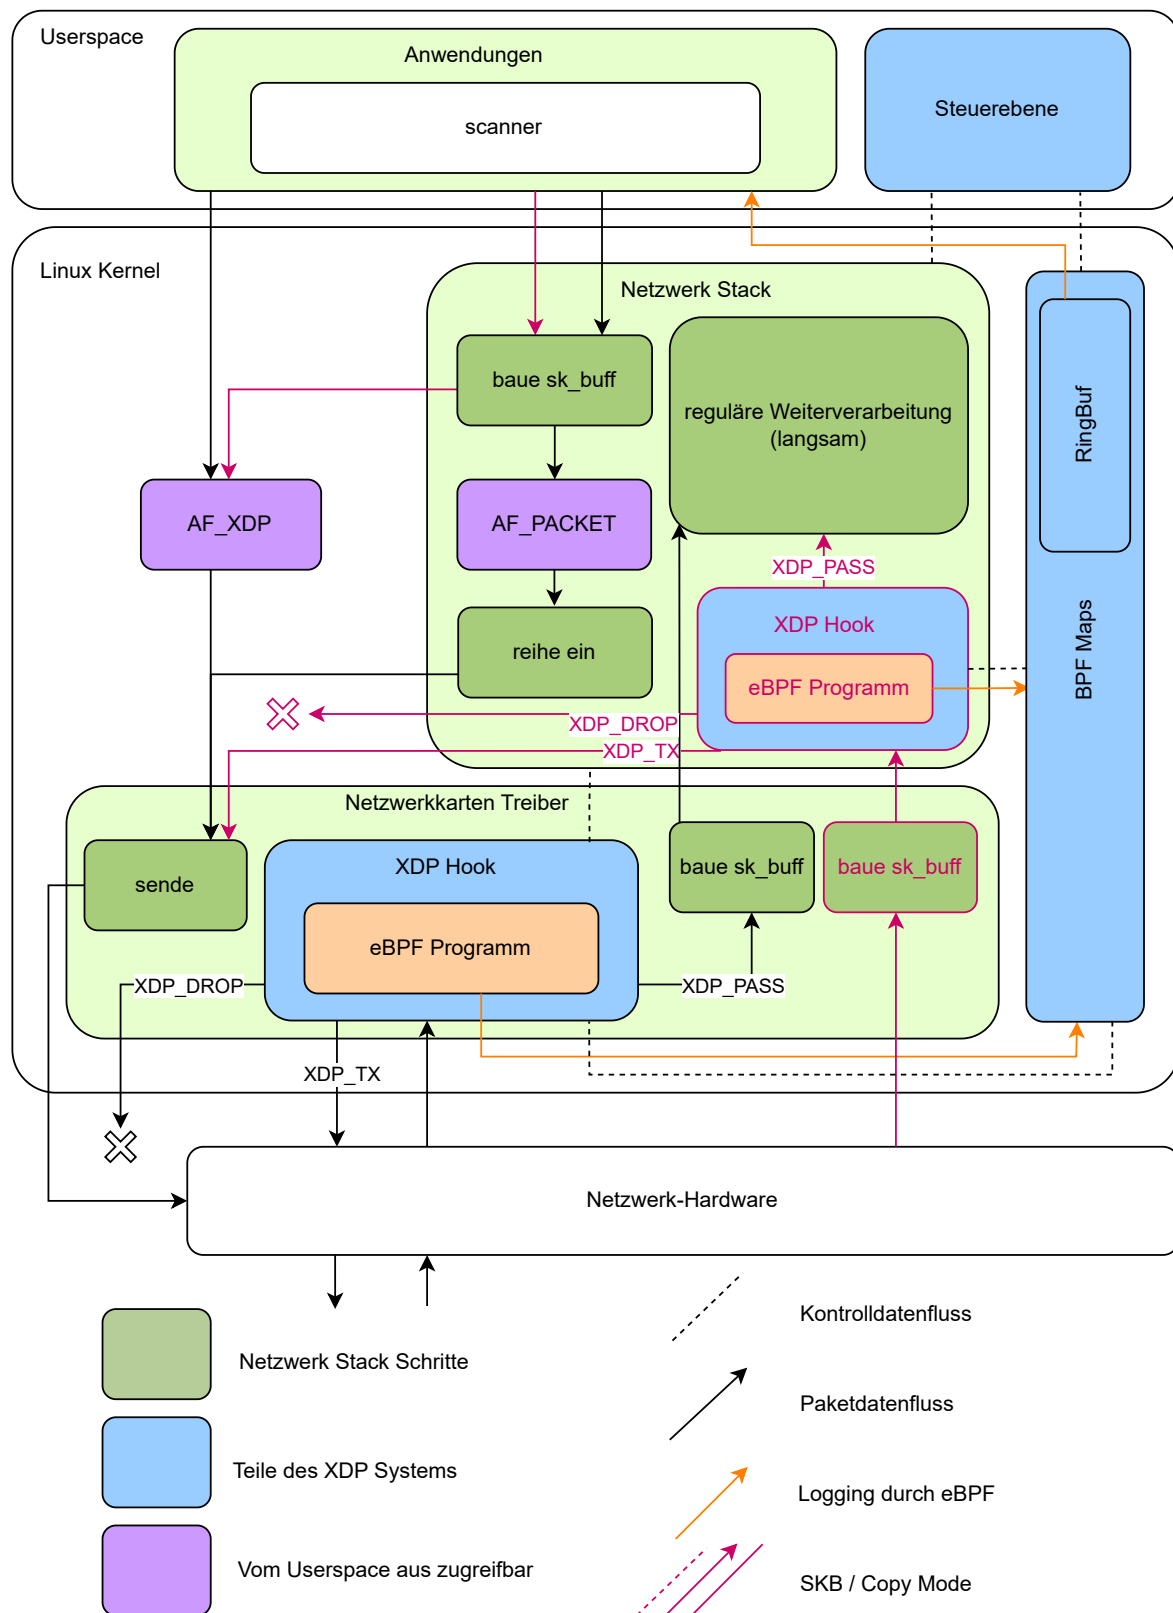 Userspace
Anwendungen
scanner
Steuerebene
Linux Kernel
Netzwerk Stack
baue sk_buff
reguläre Weiterverarbeitung
(langsam)
RingBuf
AF_XDP
AF_PACKET
XDP_PASS
XDP Hook
reihe ein
eBPF Programm
BPF Maps
XDP_DROP
XDP_TX
Netzwerkkarten Treiber
sende
XDP Hook
baue sk_buff
baue sk_buff
eBPF Programm
XDP_DROP
XDP_PASS
XDP_TX
Netzwerk-Hardware
Netzwerk Stack Schritte
Kontrolldatenfluss
Paketdatenfluss
Teile des XDP Systems
Logging durch eBPF
Vom Userspace aus zugreifbar
SKB / Copy Mode